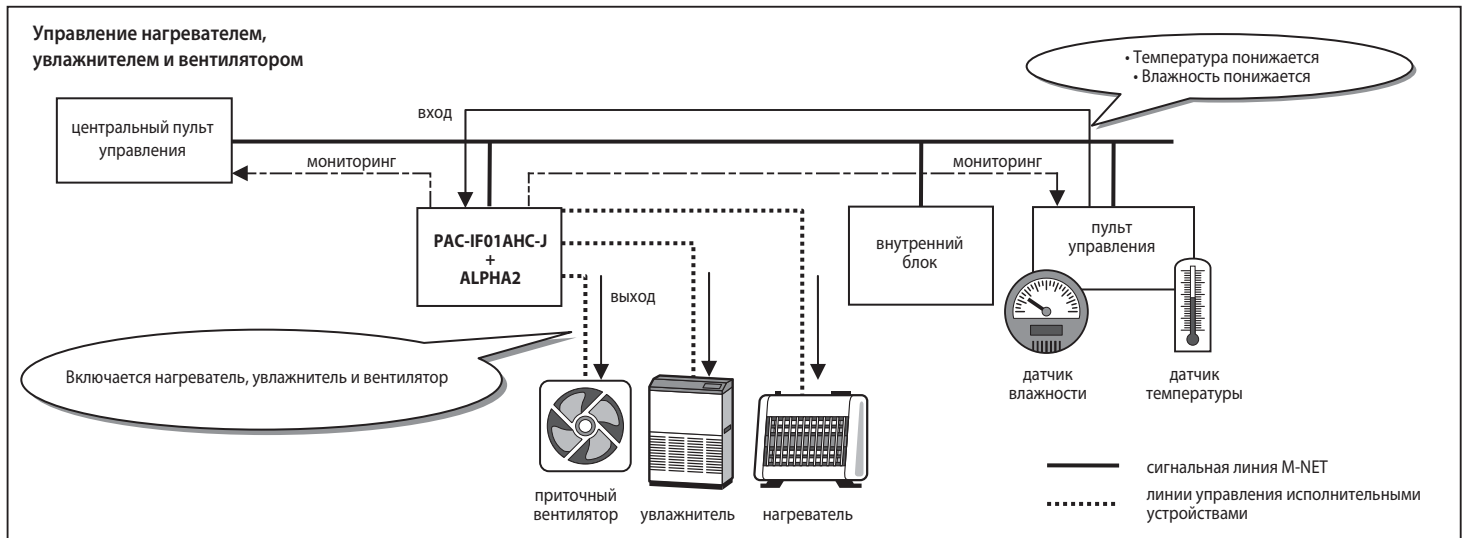 Управление нагревателем,
увлажнителем и вентилятором
• Температура понижается
• Влажность понижается
вход
центральный пульт
управления
мониторинг
мониторинг
PAC-IF01AHC-J
+
ALPHA2
внутренний
блок
пульт
управления
выход
Включается нагреватель, увлажнитель и вентилятор
датчик
влажности
датчик
температуры
приточный
вентилятор
увлажнитель
нагреватель
сигнальная линия M-NET
линии управления исполнительными
устройствами